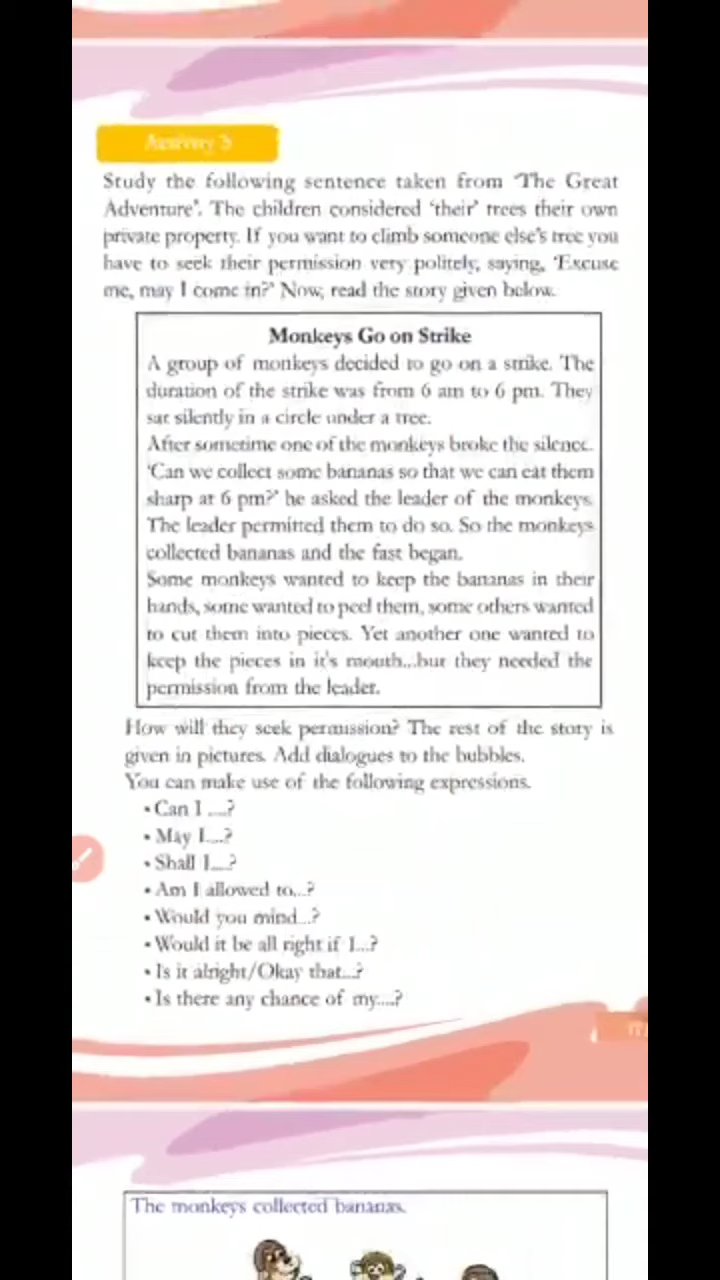 Activity 5
Study the following sentence taken from 'The Great
Adventure'. The children considered 'their' trees their own
private property. If you want to climb someone else's tree you
have to seek their permission very politely, saying, 'Excuse
me, may I come in?' Now, read the story given below.
Monkeys Go on Strike
A group of monkeys decided to go on a strike. The
duration of the strike was from 6 am to 6 pm. They
sat silently in a circle under a tree.
After sometime one of the monkeys broke the silence.
'Can we collect some bananas so that we can eat them
sharp at 6 pm?' he asked the leader of the monkeys.
The leader permitted them to do so. So the monkeys
collected bananas and the fast began.
Some monkeys wanted to keep the bananas in their
hands, some wanted to peel them, some others wanted
to cut them into pieces. Yet another one wanted to
keep the pieces in it's mouth...but they needed the
permission from the leader.
How will they seek permission? The rest of the story is
given in pictures. Add dialogues to the bubbles.
You can make use of the following expressions.
• Can I ....?
• May I....?
• Shall I....?
• Am I allowed to,..?
• Would you mind...?
• Would it be all right if I...?
• Is it alright/Okay that...?
• Is there any chance of my....?
The monkeys collected bananas.